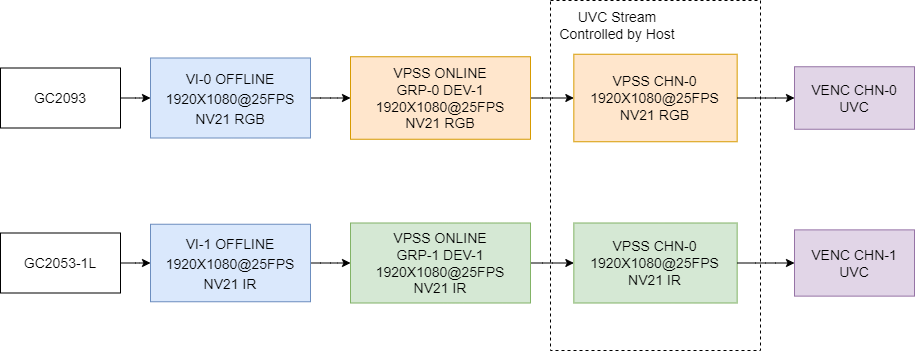 UVC Stream
Controlled by Host
GC2093
VI-0 OFFLINE
1920X1080@25FPS
NV21 RGB
VPSS ONLINE
GRP-0 DEV-1
1920X1080@25FPS
NV21 RGB
VPSS CHN-0
1920X1080@25FPS
NV21 RGB
VENC CHN-0
UVC
GC2053-1L
VI-1 OFFLINE
1920X1080@25FPS
NV21 IR
VPSS ONLINE
GRP-1 DEV-1
1920X1080@25FPS
NV21 IR
VPSS CHN-0
1920X1080@25FPS
NV21 IR
VENC CHN-1
UVC